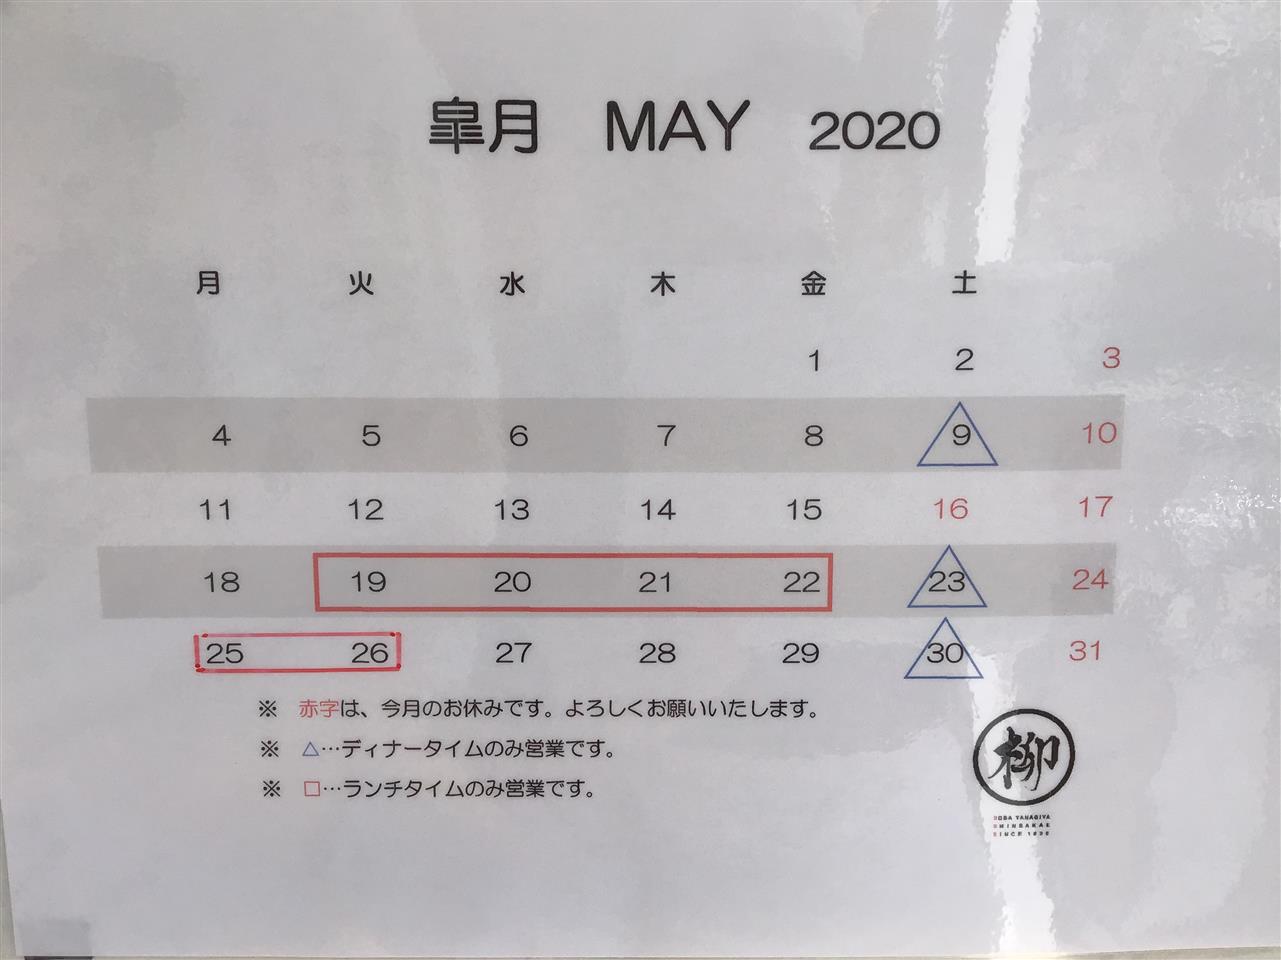 皐月 MAY 2020
月 火 水 木 金 土
1 2 3
4 5 6 7 8 9 10
11 12 13 14 15 16 17
18 19 20 21 22 23 24
25 26 27 28 29 30 31
※ 赤字は、今月のお休みです。よろしくお願いいたします。
※ △…ディナータイムのみ営業です。
※ □…ランチタイムのみ営業です。
柳
SOBA YANAGIYA
SHINSAKAE